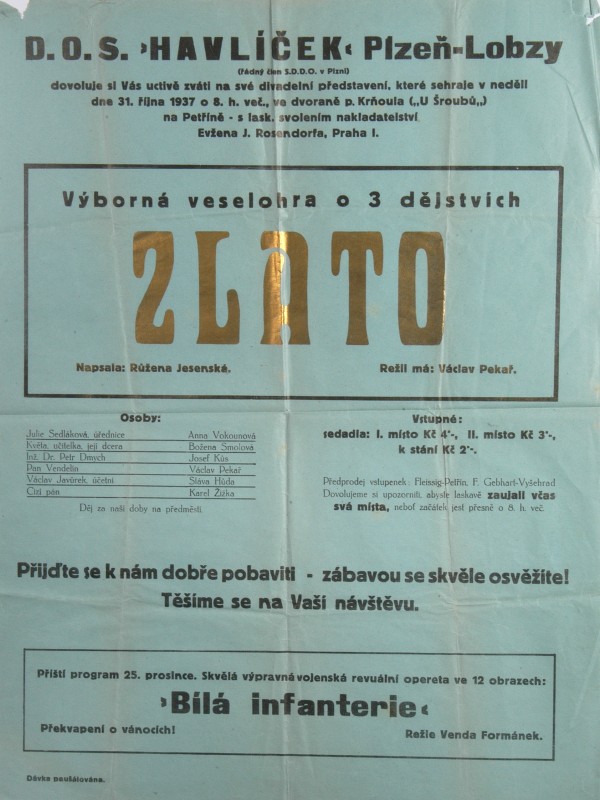 D.O.S. ›HAVLÍČEK‹ Plzeň-Lobzy
(řádný člen S.D.D.O. v Plzni)
dovoluje si Vás uctivě zváti na své divadelní představení, které sehraje v neděli
dne 31. října 1937 o 8. h. več., ve dvoraně p. Krňoula („U Šroubů„)
na Petříně - s lask. svolením nakladatelství
Evžena J. Rosendorfa, Praha I.
Výborná veselohra o 3 dějstvích
ZLATO
Napsala: Růžena Jesenská. Režii má: Václav Pekař.
Osoby:
Julie Sedláková, úřednice Anna Vokounová
Květa, učitelka, její dcera Božena Smolová
Inž. Dr. Petr Dmych Josef Kůs
Pan Vendelín Václav Pekař
Václav Javůrek, účetní Sláva Hůda
Cizí pán Karel Žižka
Děj za naší doby na předměstí.
Vstupné:
sedadla: I. místo Kč 4·-, II. místo Kč 3·-,
k stání Kč 2·-.
Předprodej vstupenek: Fleissig-Petřín, F. Gebhart-Vyšehrad
Dovolujeme si upozorniti, abyste laskavě zaujali včas
svá místa, neboť začátek jest přesně o 8. h. več.
Přijďte se k nám dobře pobaviti - zábavou se skvěle osvěžíte!
Těšíme se na Vaší návštěvu.
Příští program 25. prosince. Skvělá výpravná vojenská revuální opereta ve 12 obrazech:
›Bílá infanterie‹
Překvapení o vánocích! Režie Venda Formánek.
Dávka paušálována.